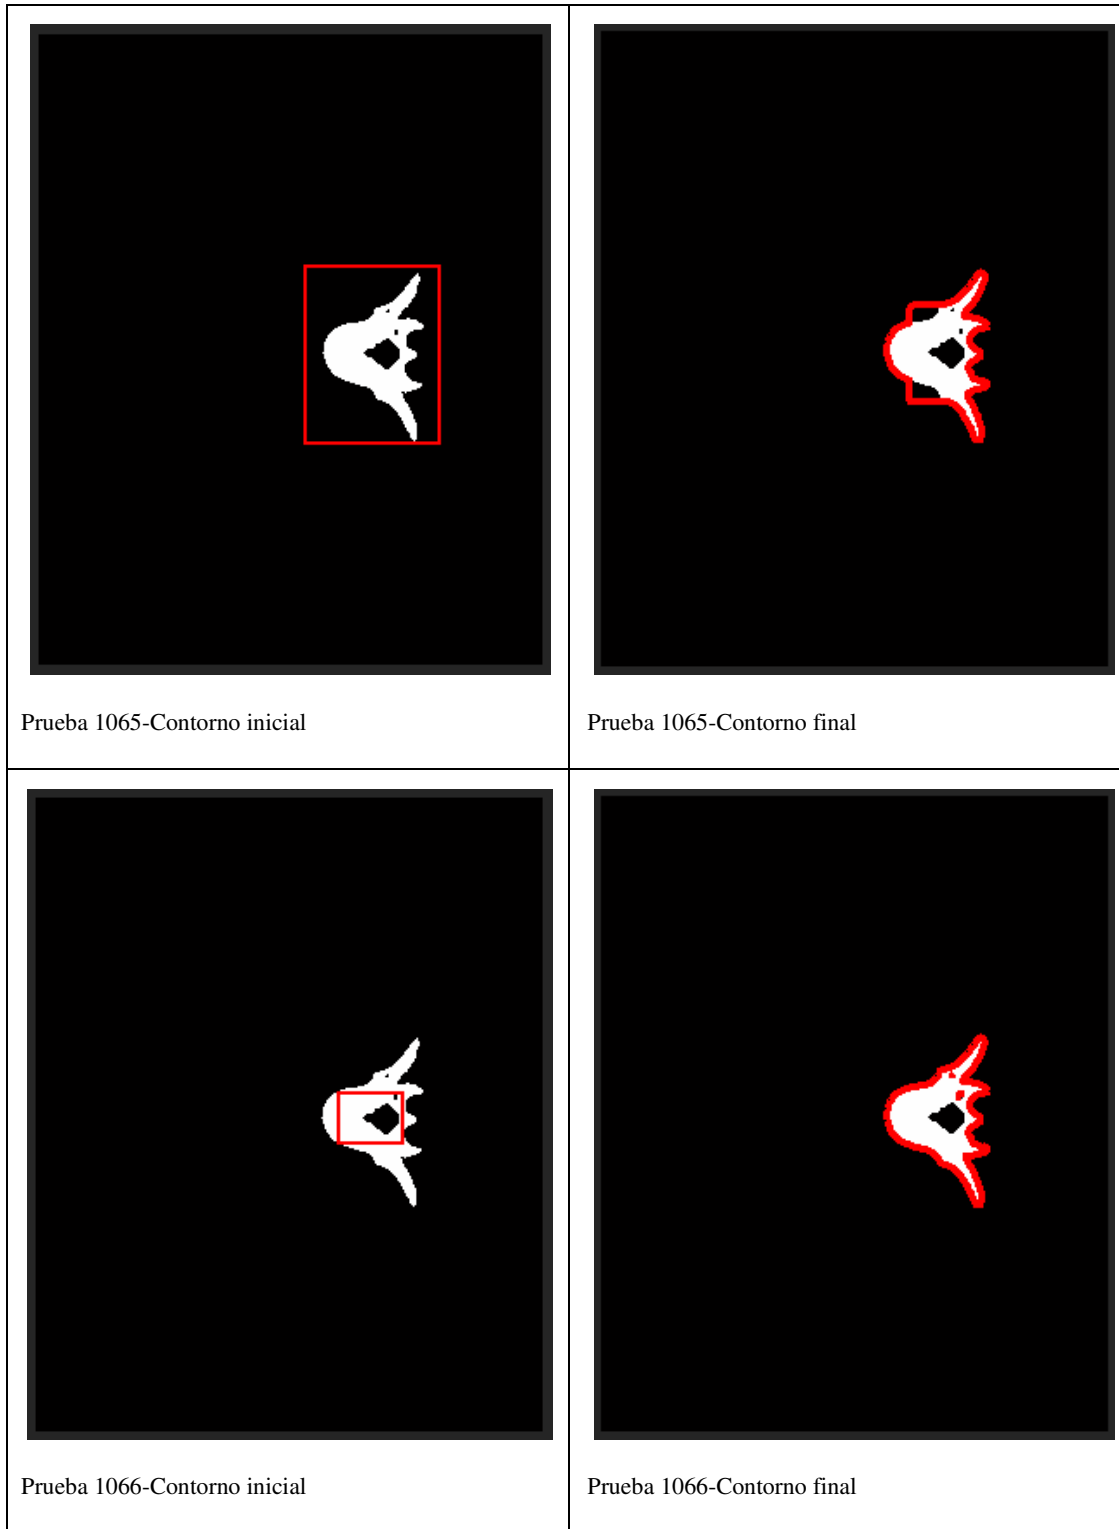 Prueba 1065-Contorno inicial
Prueba 1065-Contorno final
Prueba 1066-Contorno inicial
Prueba 1066-Contorno final